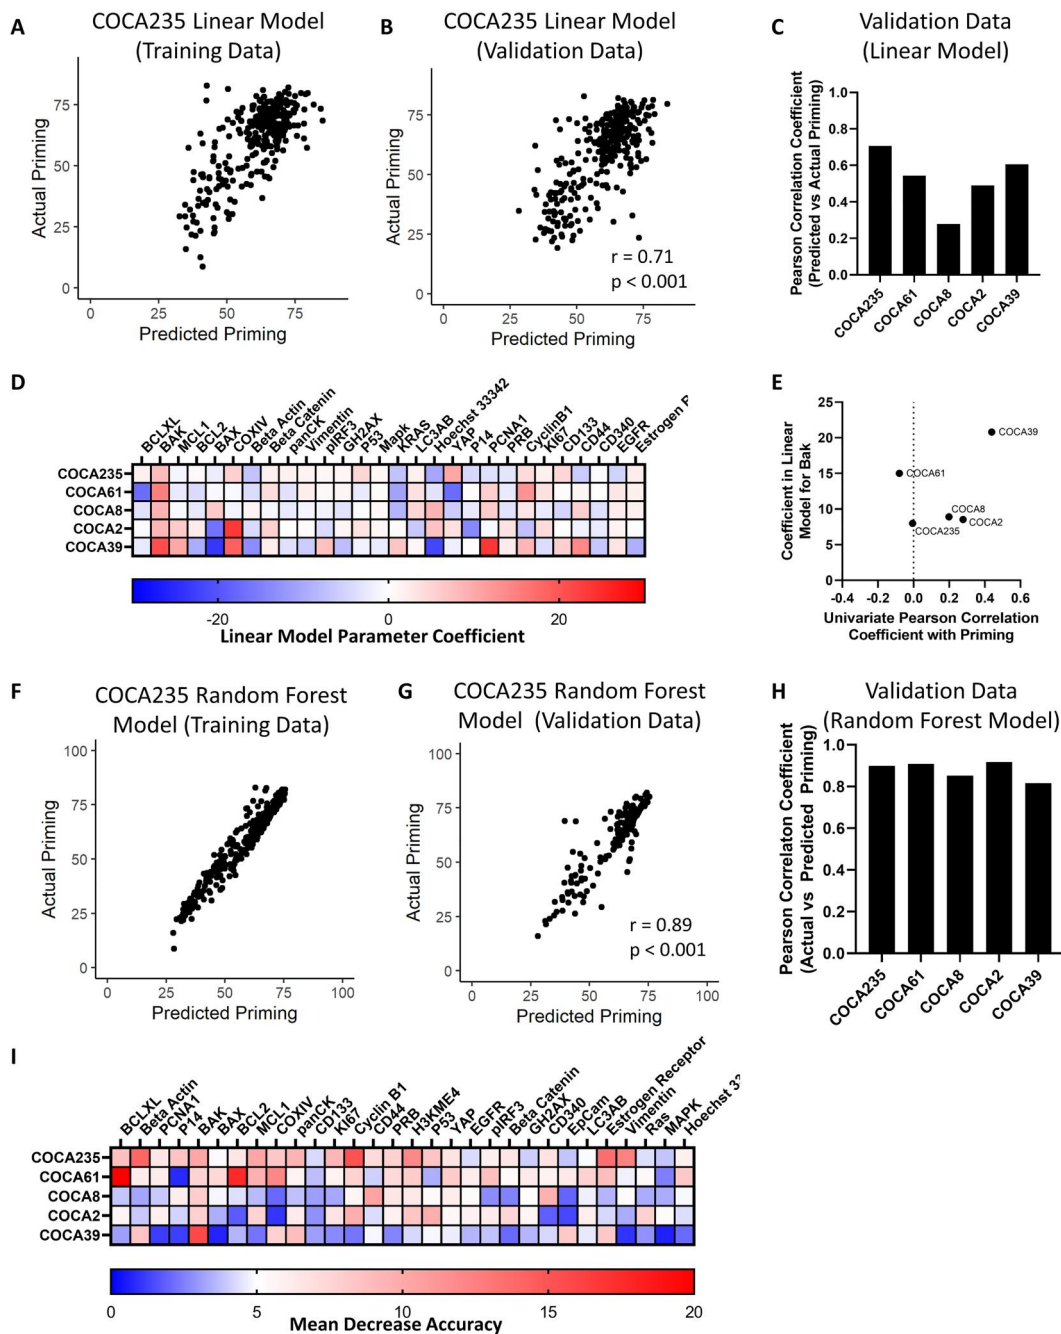 A
COCA235 Linear Model
(Training Data)
Actual Priming
75
50
25
0
0
25
50
75
Predicted Priming
B
COCA235 Linear Model
(Validation Data)
Actual Priming
75
50
25
0
r = 0.71
p < 0.001
0
25
50
75
100
Predicted Priming
C
Validation Data
(Linear Model)
Pearson Correlation Coefficient
(Predicted vs Actual Priming)
1.0
0.8
0.6
0.4
0.2
0.0
COCA235
COCA61
COCA8
COCA2
COCA39
D
BCLXL
BAK
MCL1
BCL2
BAX
COXIV
Beta Actin
Beta Catenin
panCK
Vimentin
pIRF3
GH2AX
P53
Mapk
KRAS
LC3AB
Hoechst 33342
YAP
P14
PCNA1
PRB
CyclinB1
KI67
CD133
CD44
CD340
EGFR
Estrogen R
COCA235
COCA61
COCA8
COCA2
COCA39
-20
0
20
Linear Model Parameter Coefficient
E
Coefficient in Linear
Model for Bak
25
20
15
10
5
0
COCA39
COCA61
COCA8
COCA2
COCA235
-0.4
-0.2
0.0
0.2
0.4
0.6
Univariate Pearson Correlation
Coefficient with Priming
F
COCA235 Random Forest
Model (Training Data)
Actual Priming
100
75
50
25
0
0
25
50
75
100
Predicted Priming
G
COCA235 Random Forest
Model (Validation Data)
Actual Priming
100
75
50
25
0
r = 0.89
p < 0.001
0
25
50
75
100
Predicted Priming
H
Validation Data
(Random Forest Model)
Pearson Correlaton Coefficient
(Actual vs Predicted Priming)
1.0
0.8
0.6
0.4
0.2
0.0
COCA235
COCA61
COCA8
COCA2
COCA39
I
BCLXL
Beta Actin
PCNA1
P14
BAK
BAX
BCL2
MCL1
COXIV
panCK
CD133
KI67
Cyclin B1
CD44
PRB
H3KME4
P53
YAP
EGFR
pIRF3
Beta Catenin
GH2AX
CD340
EpCam
LC3AB
Estrogen Receptor
Vimentin
Ras
MAPK
Hoechst 33
COCA235
COCA61
COCA8
COCA2
COCA39
0
5
10
15
20
Mean Decrease Accuracy